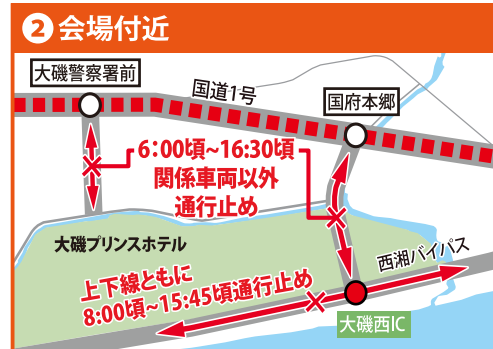 2 会場付近
大磯警察署前
国道1号
国府本郷
6:00頃~16:30頃
関係車両以外
通行止め
大磯プリンスホテル
西湘バイパス
上下線ともに
8:00頃~15:45頃通行止め
大磯西IC